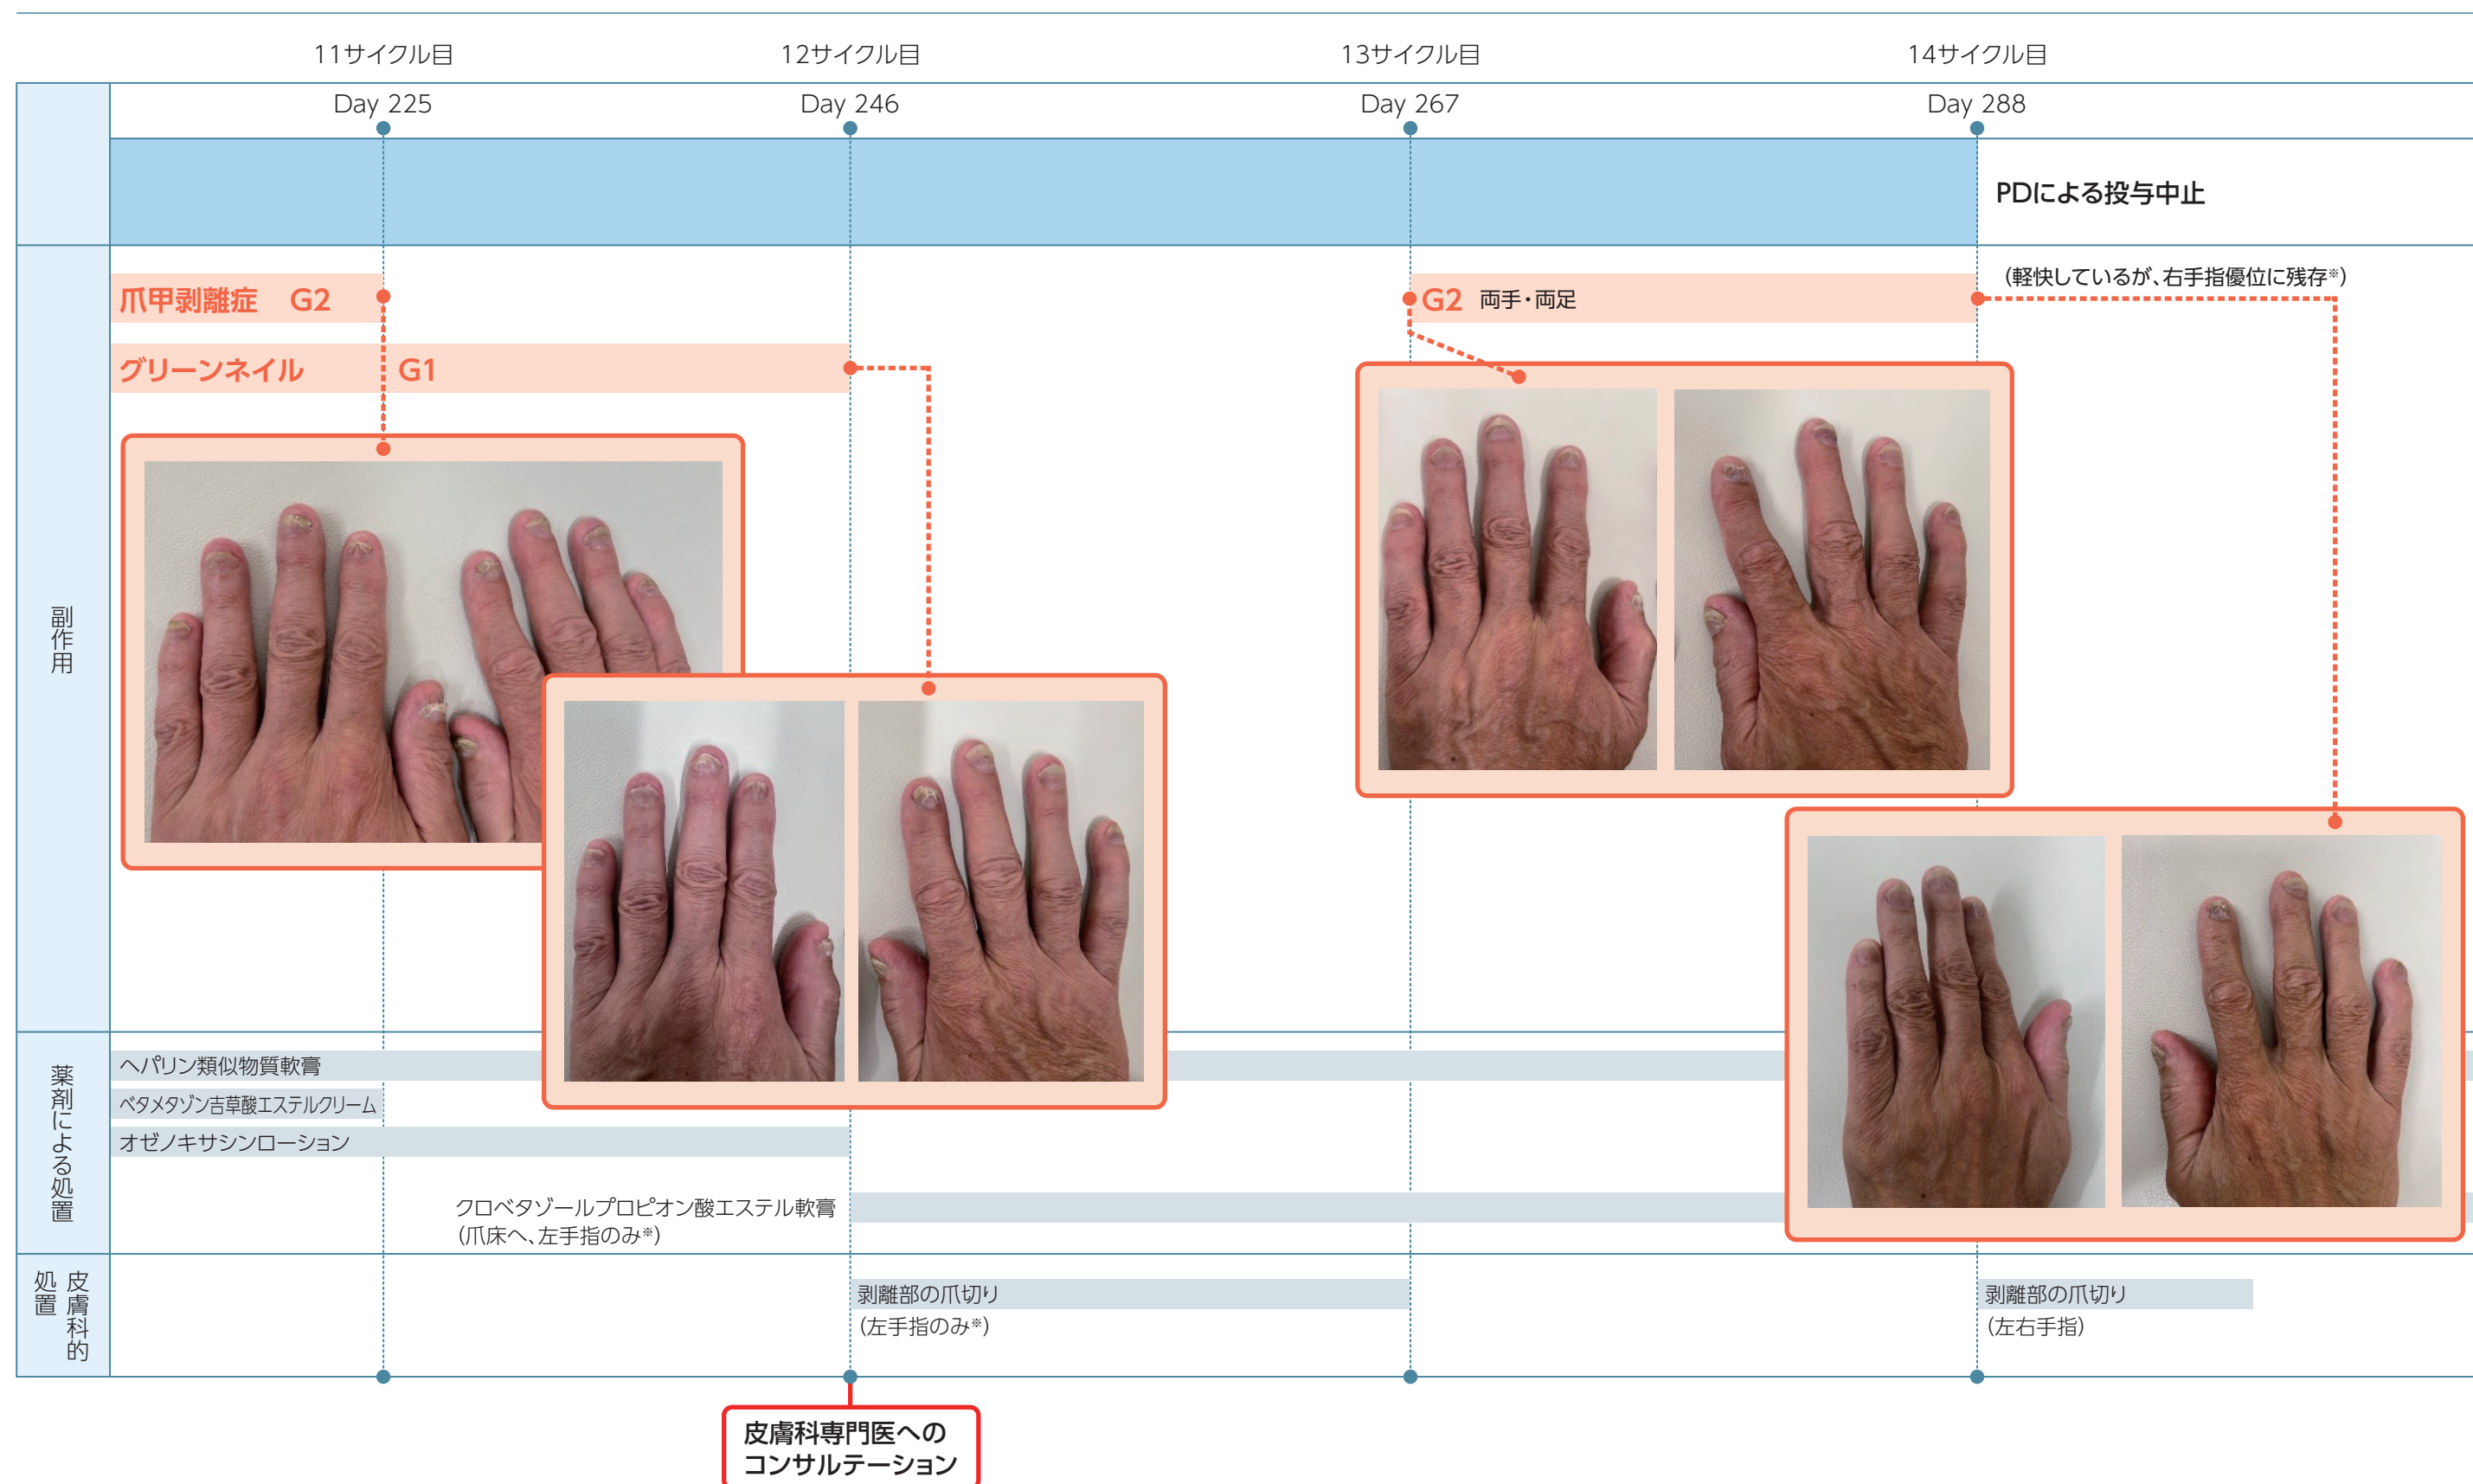 11サイクル目
12サイクル目
13サイクル目
14サイクル目
Day 225
Day 246
Day 267
Day 288
PDによる投与中止
副作用
爪甲剥離症 G2
G2 両手・両足
(軽快しているが、右手指優位に残存※)
グリーンネイル G1
薬剤による処置
ヘパリン類似物質軟膏
ベタメタゾン吉草酸エステルクリーム
オゼノキサシンローション
クロベタゾールプロピオン酸エステル軟膏
(爪床へ、左手指のみ※)
皮膚科的
処置
剥離部の爪切り
(左手指のみ※)
剥離部の爪切り
(左右手指)
皮膚科専門医への
コンサルテーション